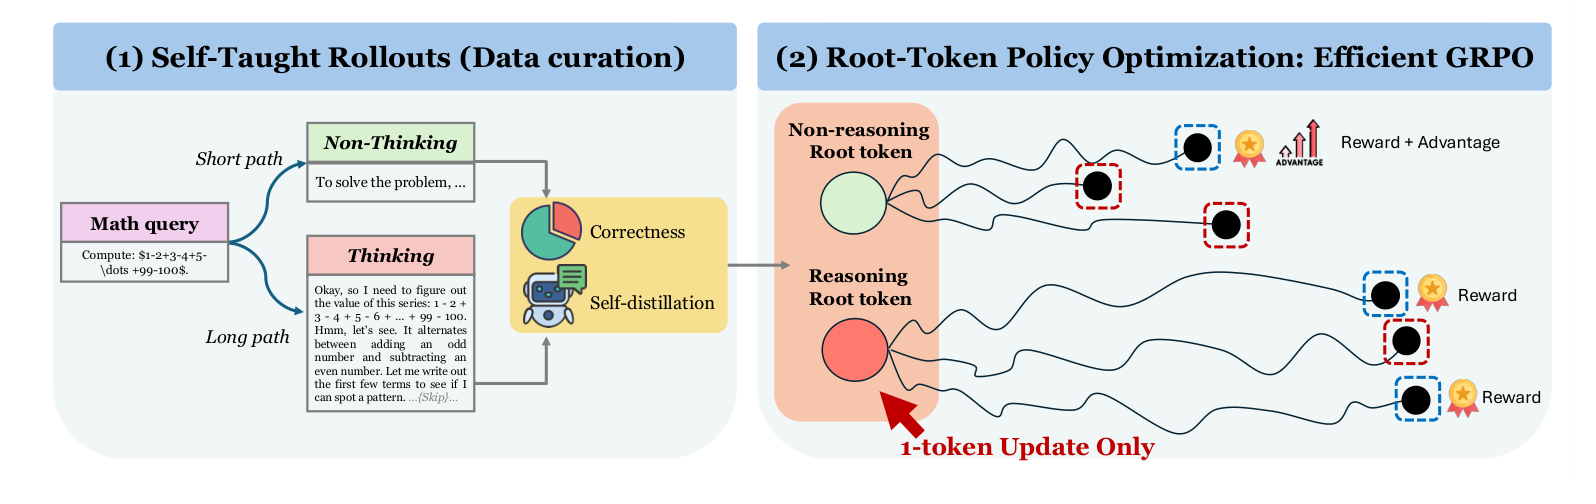 (1) Self-Taught Rollouts (Data curation)
Short path
Non-Thinking
To solve the problem, ...
Math query
Compute: $1-2+3-4+5-
\dots +99-100$.
Long path
Thinking
Okay, so I need to figure out
the value of this series: 1 - 2 +
3 - 4 + 5 - 6 + ... + 99 - 100.
Hmm, let's see. It alternates
between adding an odd
number and subtracting an
even number. Let me write out
the first few terms to see if I
can spot a pattern. ...{Skip}...
Correctness
Self-distillation
(2) Root-Token Policy Optimization: Efficient GRPO
Non-reasoning
Root token
ADVANTAGE
Reward + Advantage
Reasoning
Root token
Reward
Reward
1-token Update Only